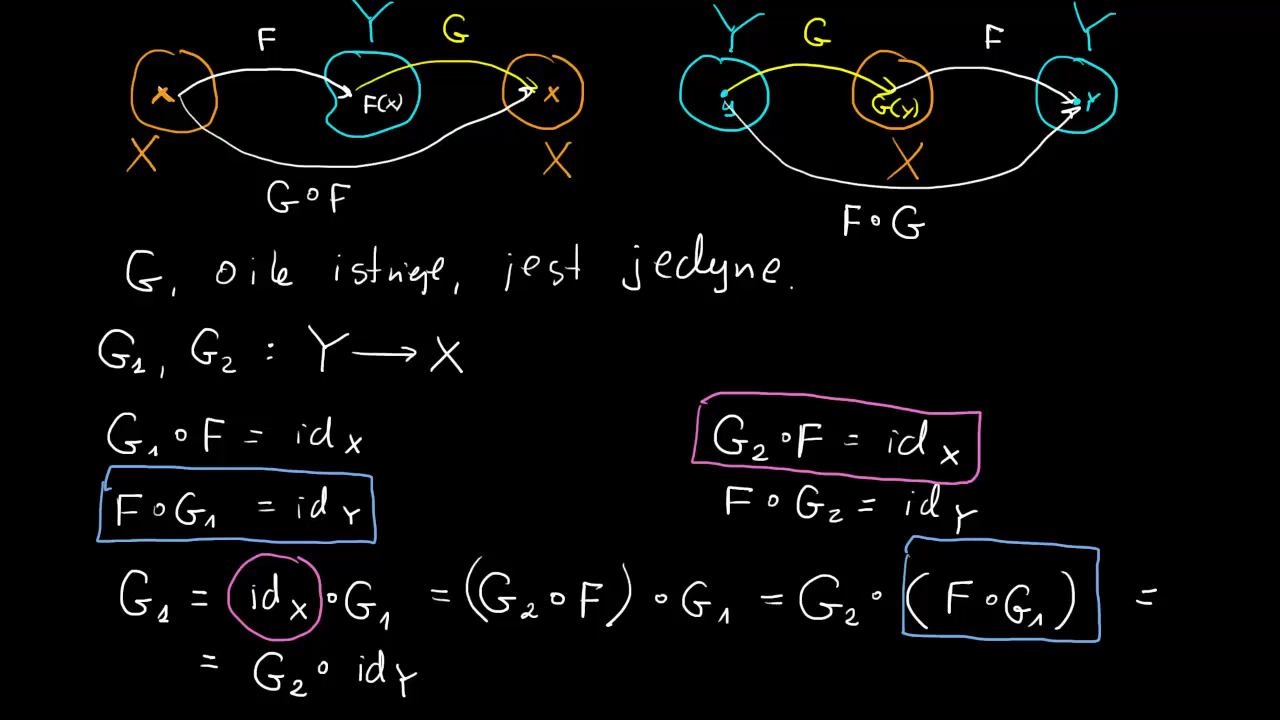 F Y G Y G F Y
x F(x) x y G(y) y
X X X
G∘F F∘G
G, o ile istnieje, jest jedyne.
G₁, G₂ : Y ⟶ X
G₁ ∘ F = id_X G₂ ∘ F = id_X
F ∘ G₁ = id_Y F ∘ G₂ = id_Y
G₁ = id_X ∘ G₁ = (G₂ ∘ F) ∘ G₁ = G₂ ∘ (F ∘ G₁) =
= G₂ ∘ id_Y